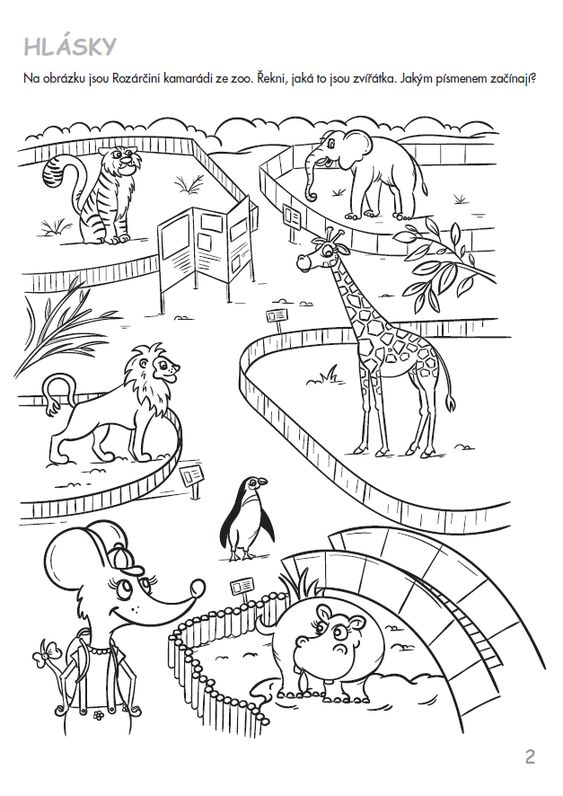 HLÁSKY
Na obrázku jsou Rozárčini kamarádi ze zoo. Řekni, jaká to jsou zvířátka. Jakým písmenem začínají?
2